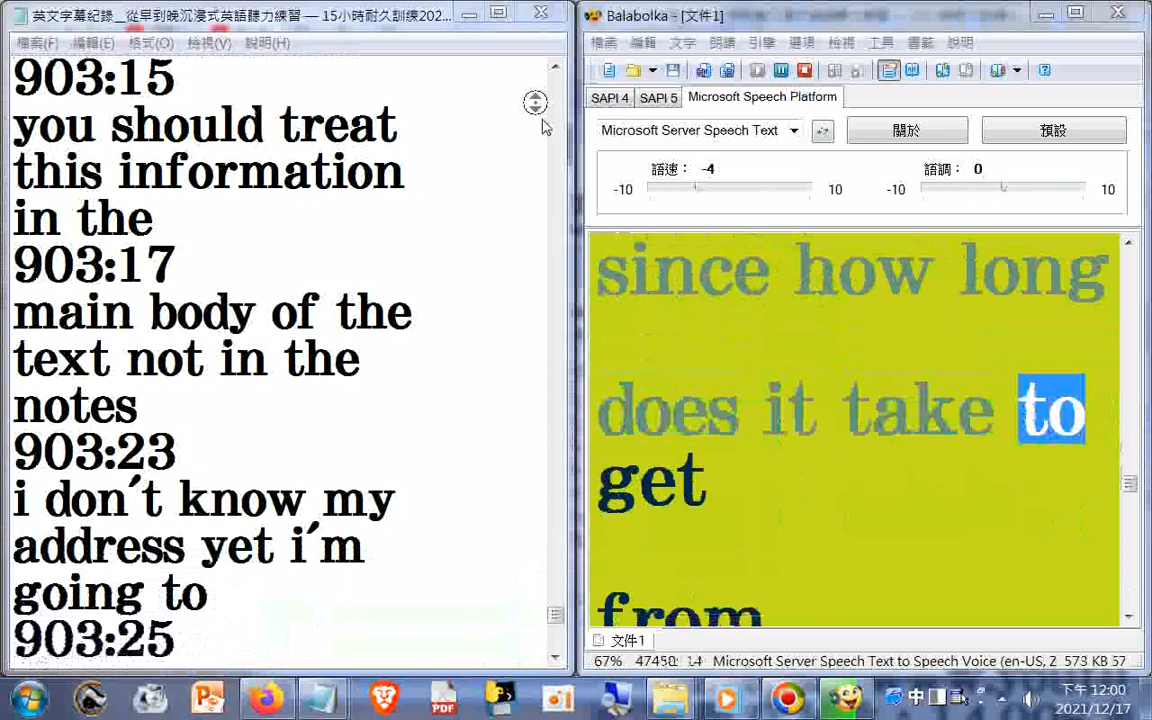 英文字幕紀錄__從早到晚沉浸式英語聽力練習 — 15小時耐久訓練202...
檔案(F) 編輯(E) 格式(O) 檢視(V) 說明(H)
903:15
you should treat
this information
in the
903:17
main body of the
text not in the
notes
903:23
i don´t know my
address yet i´m
going to
903:25
Balabolka - [文件1]
檔案 編輯 文字 朗讀 引擎 選項 檢視 工具 書籤 說明
SAPI 4 SAPI 5 Microsoft Speech Platform
Microsoft Server Speech Text 關於 預設
語速： -4 語調： 0
-10 10 -10 10
since how long
does it take to
get
from
文件1
67% 47450 14 Microsoft Server Speech Text to Speech Voice (en-US, 2 573 KB 57
PDF
中
下午 12:00
2021/12/17